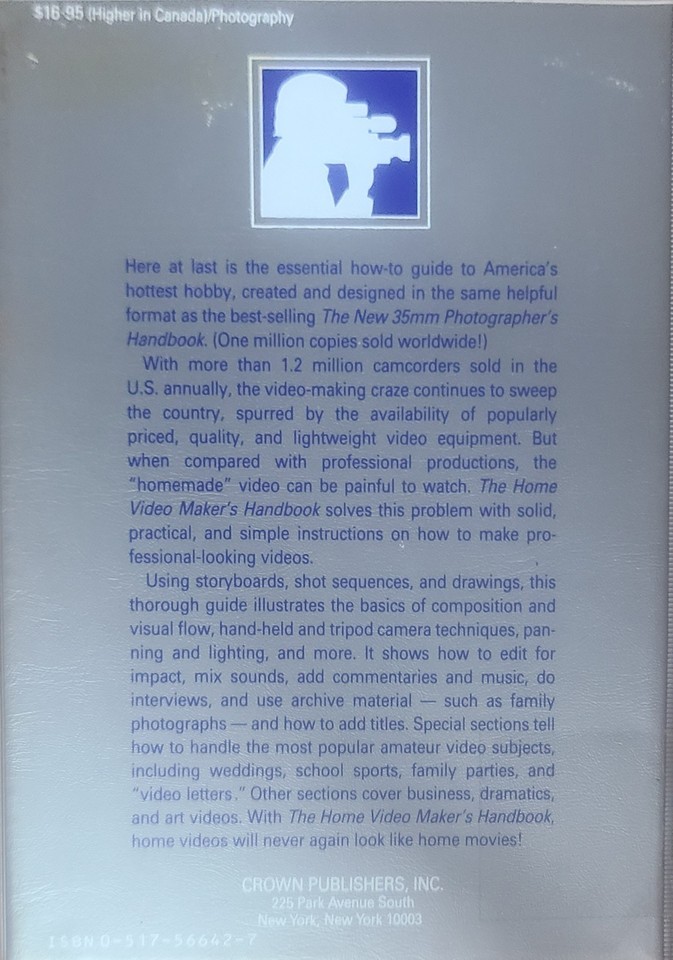 $16.95 (Higher in Canada)/Photography
Here at last is the essential how-to guide to America's
hottest hobby, created and designed in the same helpful
format as the best-selling The New 35mm Photographer's
Handbook. (One million copies sold worldwide!)
With more than 1.2 million camcorders sold in the
U.S. annually, the video-making craze continues to sweep
the country, spurred by the availability of popularly
priced, quality, and lightweight video equipment. But
when compared with professional productions, the
"homemade" video can be painful to watch. The Home
Video Maker's Handbook solves this problem with solid,
practical, and simple instructions on how to make pro-
fessional-looking videos.
Using storyboards, shot sequences, and drawings, this
thorough guide illustrates the basics of composition and
visual flow, hand-held and tripod camera techniques, pan-
ning and lighting, and more. It shows how to edit for
impact, mix sounds, add commentaries and music, do
interviews, and use archive material — such as family
photographs — and how to add titles. Special sections tell
how to handle the most popular amateur video subjects,
including weddings, school sports, family parties, and
"video letters." Other sections cover business, dramatics,
and art videos. With The Home Video Maker's Handbook,
home videos will never again look like home movies!
CROWN PUBLISHERS, INC.
225 Park Avenue South
New York, New York 10003
ISBN 0-517-56642-7